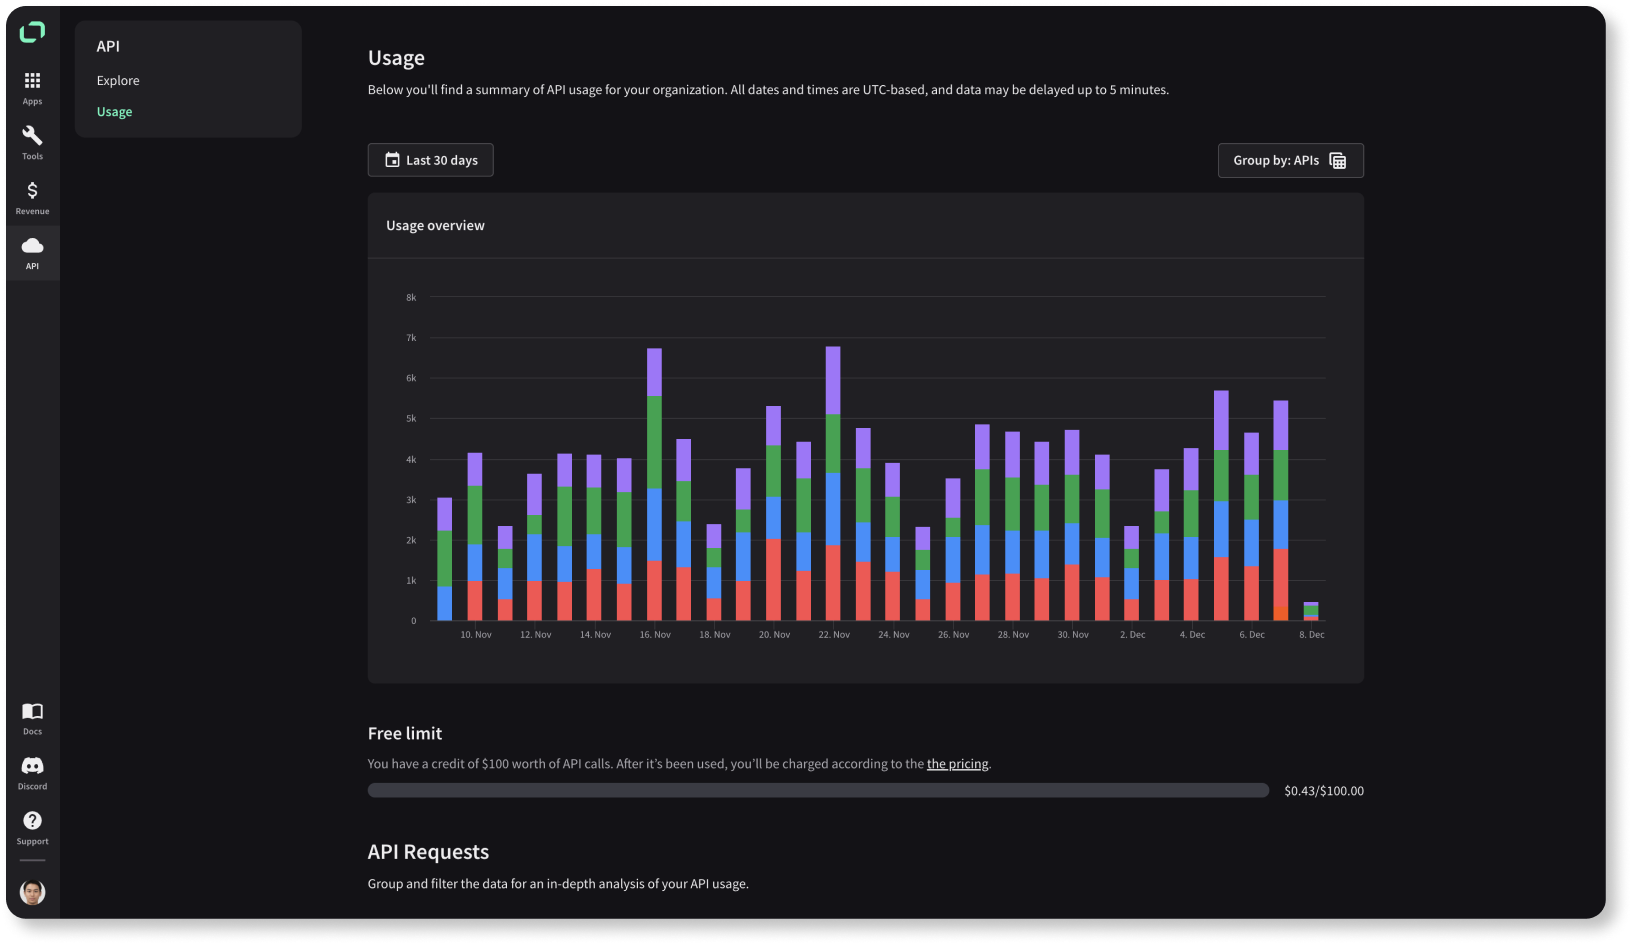 Apps
Tools
Revenue
API
Docs
Discord
Support
API
Explore
Usage
Usage
Below you'll find a summary of API usage for your organization. All dates and times are UTC-based, and data may be delayed up to 5 minutes.
Last 30 days
Group by: APIs
Usage overview
8k
7k
6k
5k
4k
3k
2k
1k
0
10. Nov 12. Nov 14. Nov 16. Nov 18. Nov 20. Nov 22. Nov 24. Nov 26. Nov 28. Nov 30. Nov 2. Dec 4. Dec 6. Dec 8. Dec
Free limit
You have a credit of $100 worth of API calls. After it’s been used, you’ll be charged according to the the pricing.
$0.43/$100.00
API Requests
Group and filter the data for an in-depth analysis of your API usage.